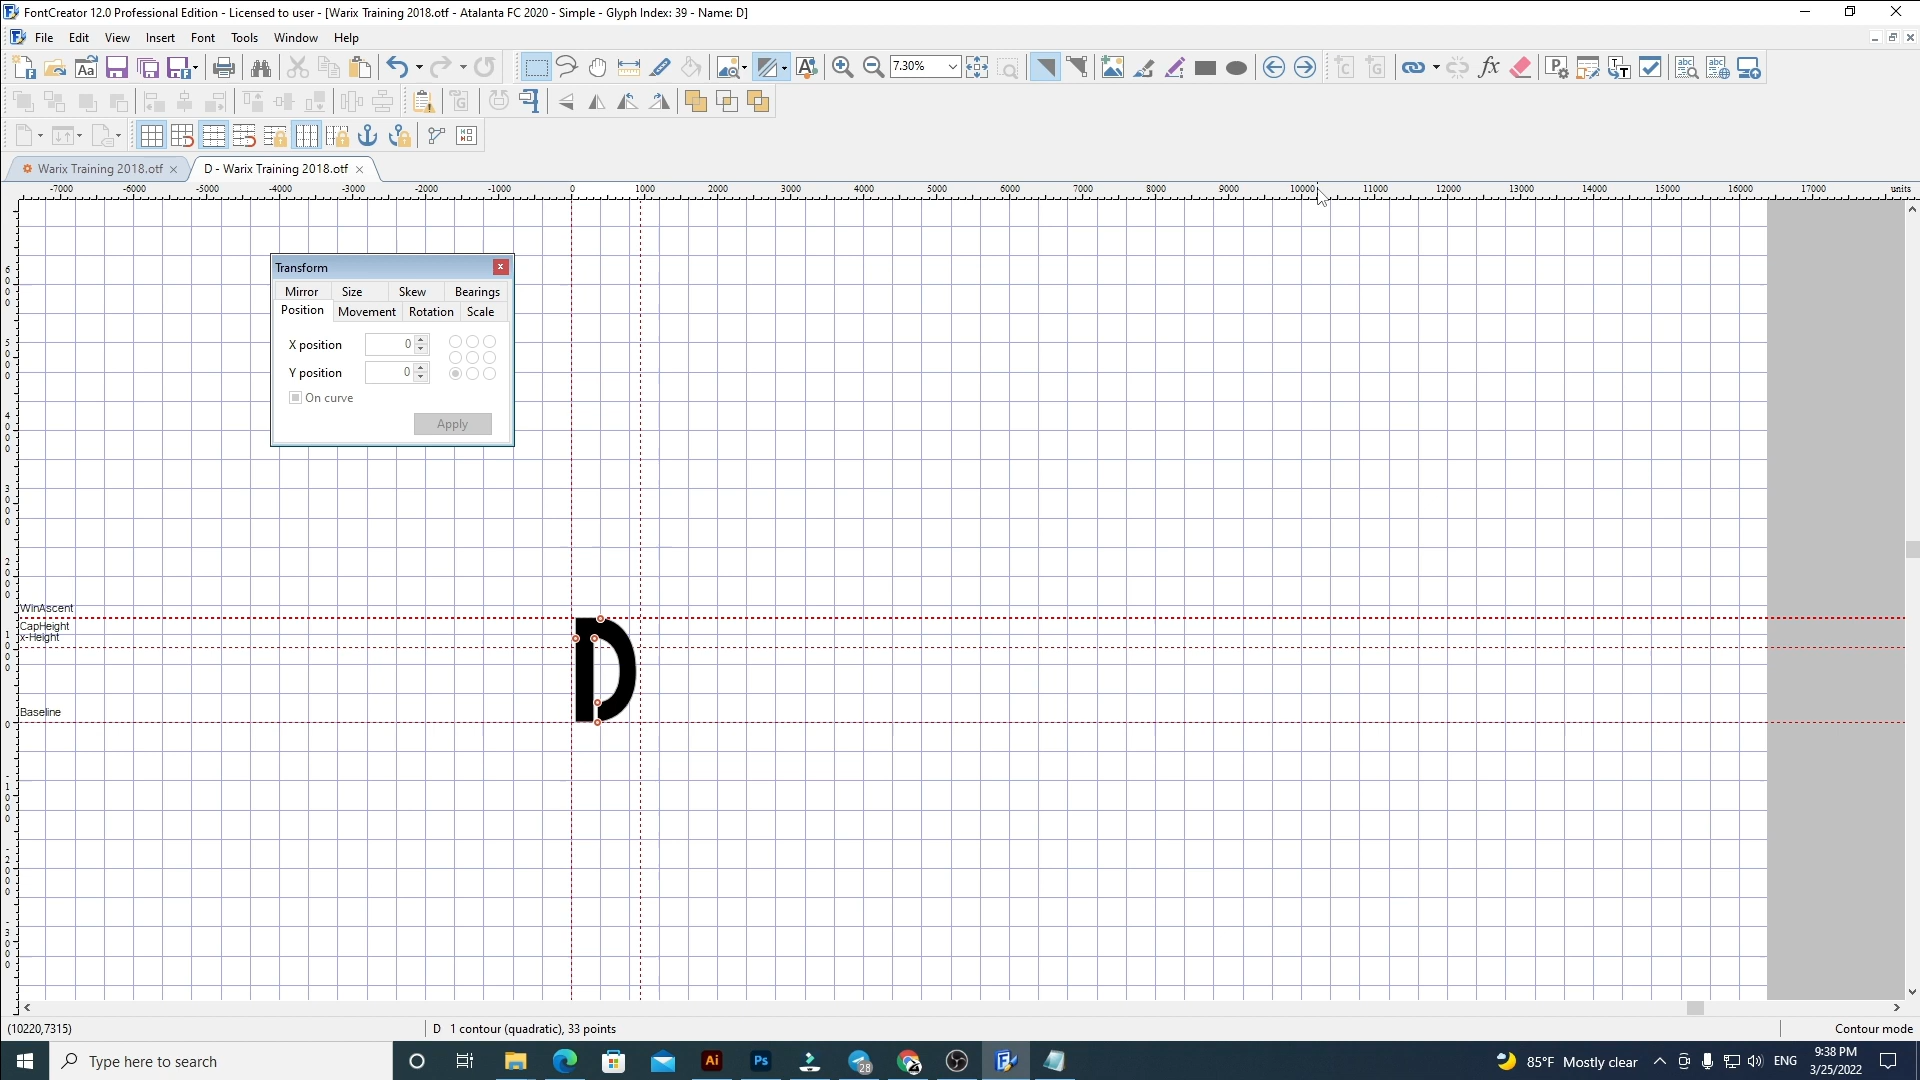 FontCreator 12.0 Professional Edition - Licensed to user - [Warix Training 2018.otf - Atalanta FC 2020 - Simple - Glyph Index: 39 - Name: D]
File Edit View Insert Font Tools Window Help
7.30%
Warix Training 2018.otf
D - Warix Training 2018.otf
-7000 -6000 -5000 -4000 -3000 -2000 -1000 0 1000 2000 3000 4000 5000 6000 7000 8000 9000 10000 11000 12000 13000 14000 15000 16000 17000 units
Transform
Mirror Size Skew Bearings
Position Movement Rotation Scale
X position 0
Y position 0
On curve
Apply
WinAscent
CapHeight
x-Height
D
Baseline
(10220,7315)
D 1 contour (quadratic), 33 points
Contour mode
Type here to search
Ai
Ps
28
85°F Mostly clear
ENG
9:38 PM
3/25/2022